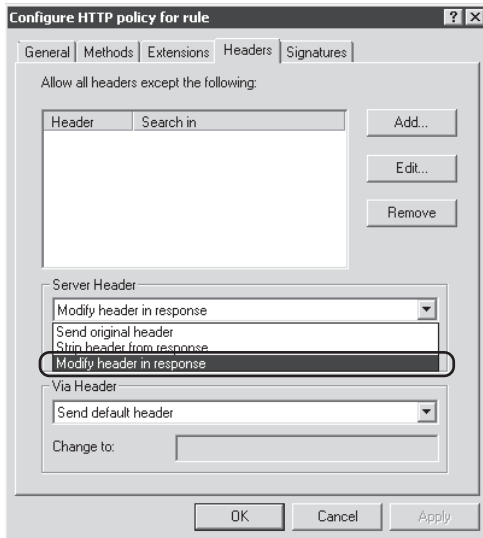 Configure HTTP policy for rule
General Methods Extensions Headers Signatures
Allow all headers except the following:
Header Search in
Add...
Edit...
Remove
Server Header
Modify header in response
Send original header
Strip header from response
Modify header in response
Via Header
Send default header
Change to:
OK Cancel Apply